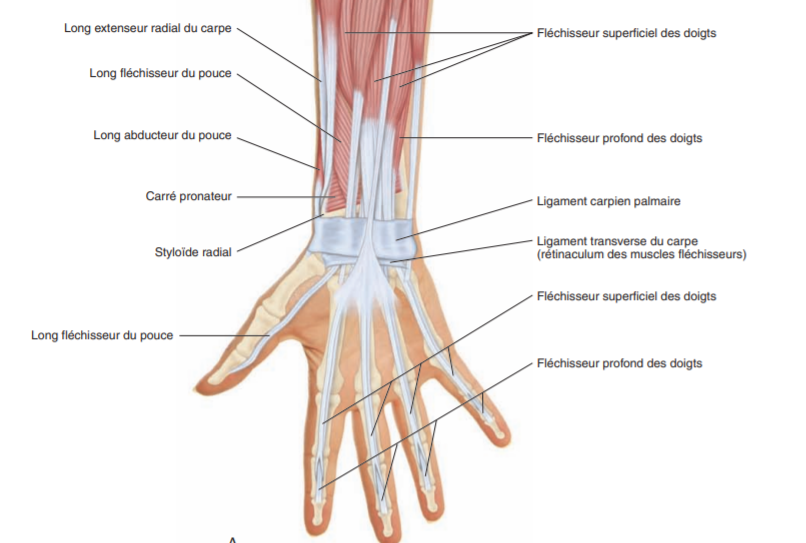 Long extenseur radial du carpe
Long fléchisseur du pouce
Long abducteur du pouce
Carré pronateur
Styloïde radial
Long fléchisseur du pouce
Fléchisseur superficiel des doigts
Fléchisseur profond des doigts
Ligament carpien palmaire
Ligament transverse du carpe
(rétinaculum des muscles fléchisseurs)
Fléchisseur superficiel des doigts
Fléchisseur profond des doigts
A